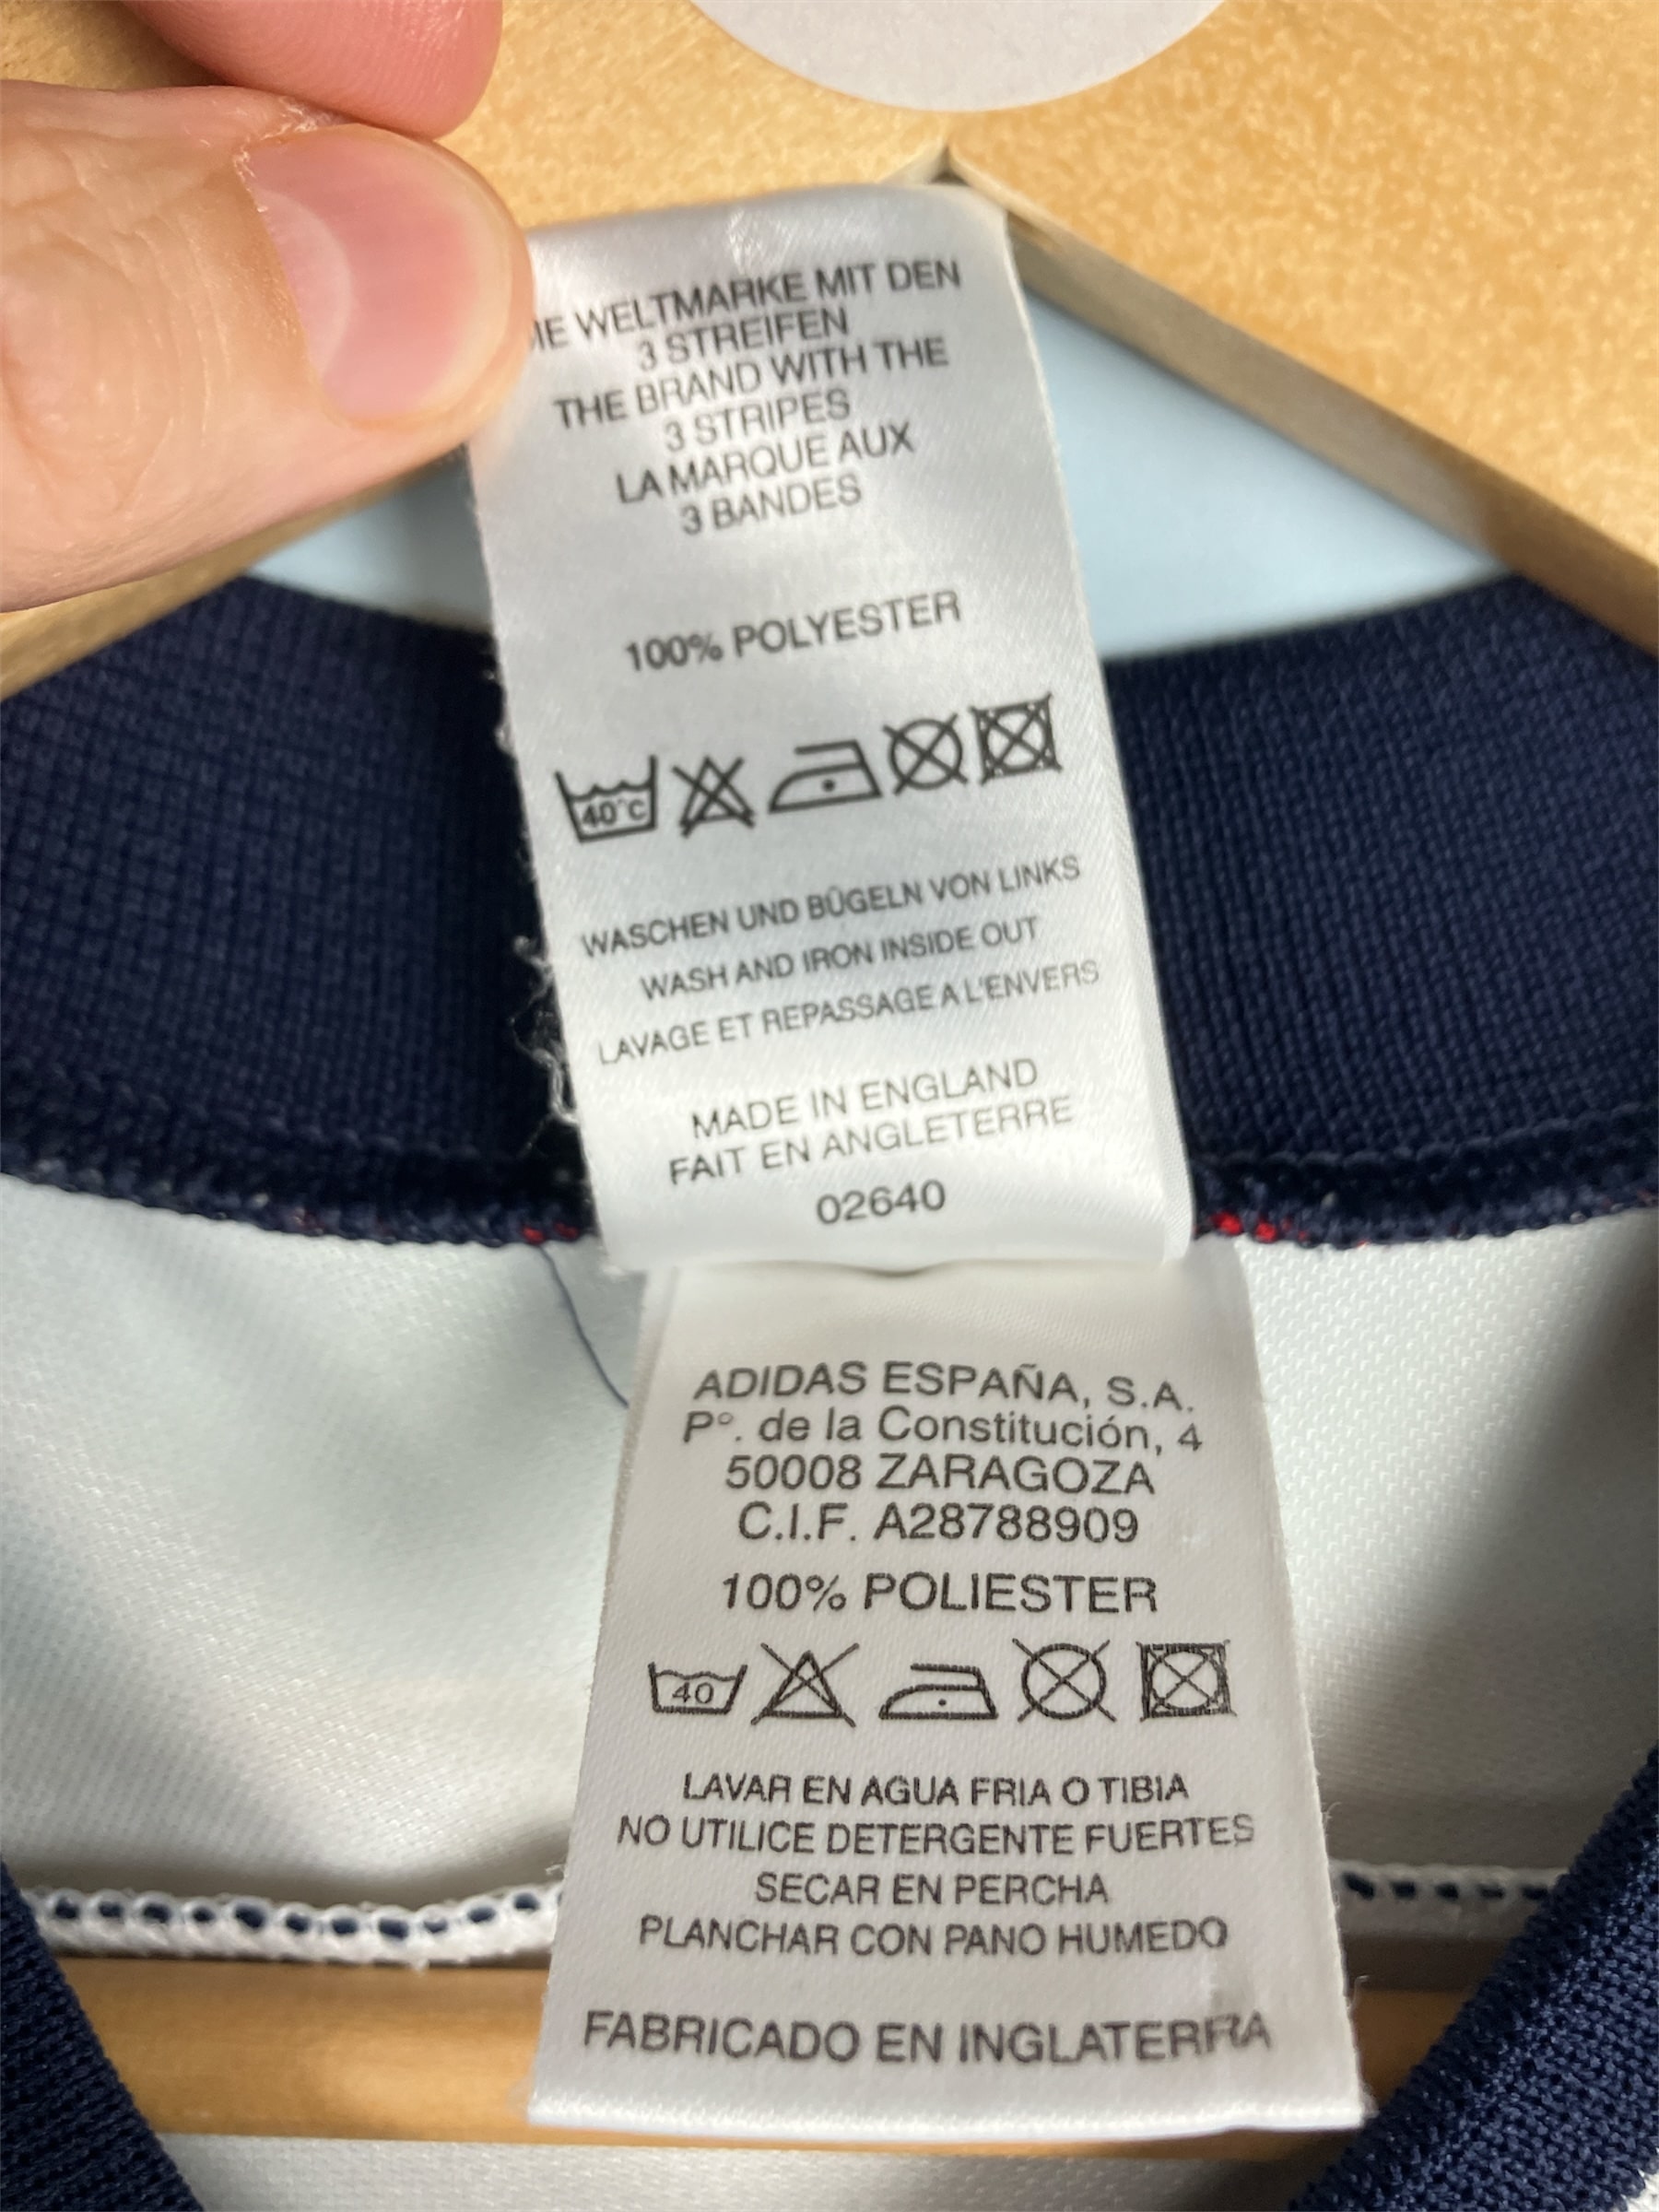 WELTMARKE MIT DEN
3 STREIFEN
THE BRAND WITH THE
3 STRIPES
LA MARQUE AUX
3 BANDES
100% POLYESTER
40°C
WASCHEN UND BÜGELN VON LINKS
WASH AND IRON INSIDE OUT
LAVAGE ET REPASSAGE A L'ENVERS
MADE IN ENGLAND
FAIT EN ANGLETERRE
02640
ADIDAS ESPAÑA, S.A.
Pº. de la Constitución, 4
50008 ZARAGOZA
C.I.F. A28788909
100% POLIESTER
40
LAVAR EN AGUA FRIA O TIBIA
NO UTILICE DETERGENTE FUERTES
SECAR EN PERCHA
PLANCHAR CON PANO HUMEDO
FABRICADO EN INGLATERRA